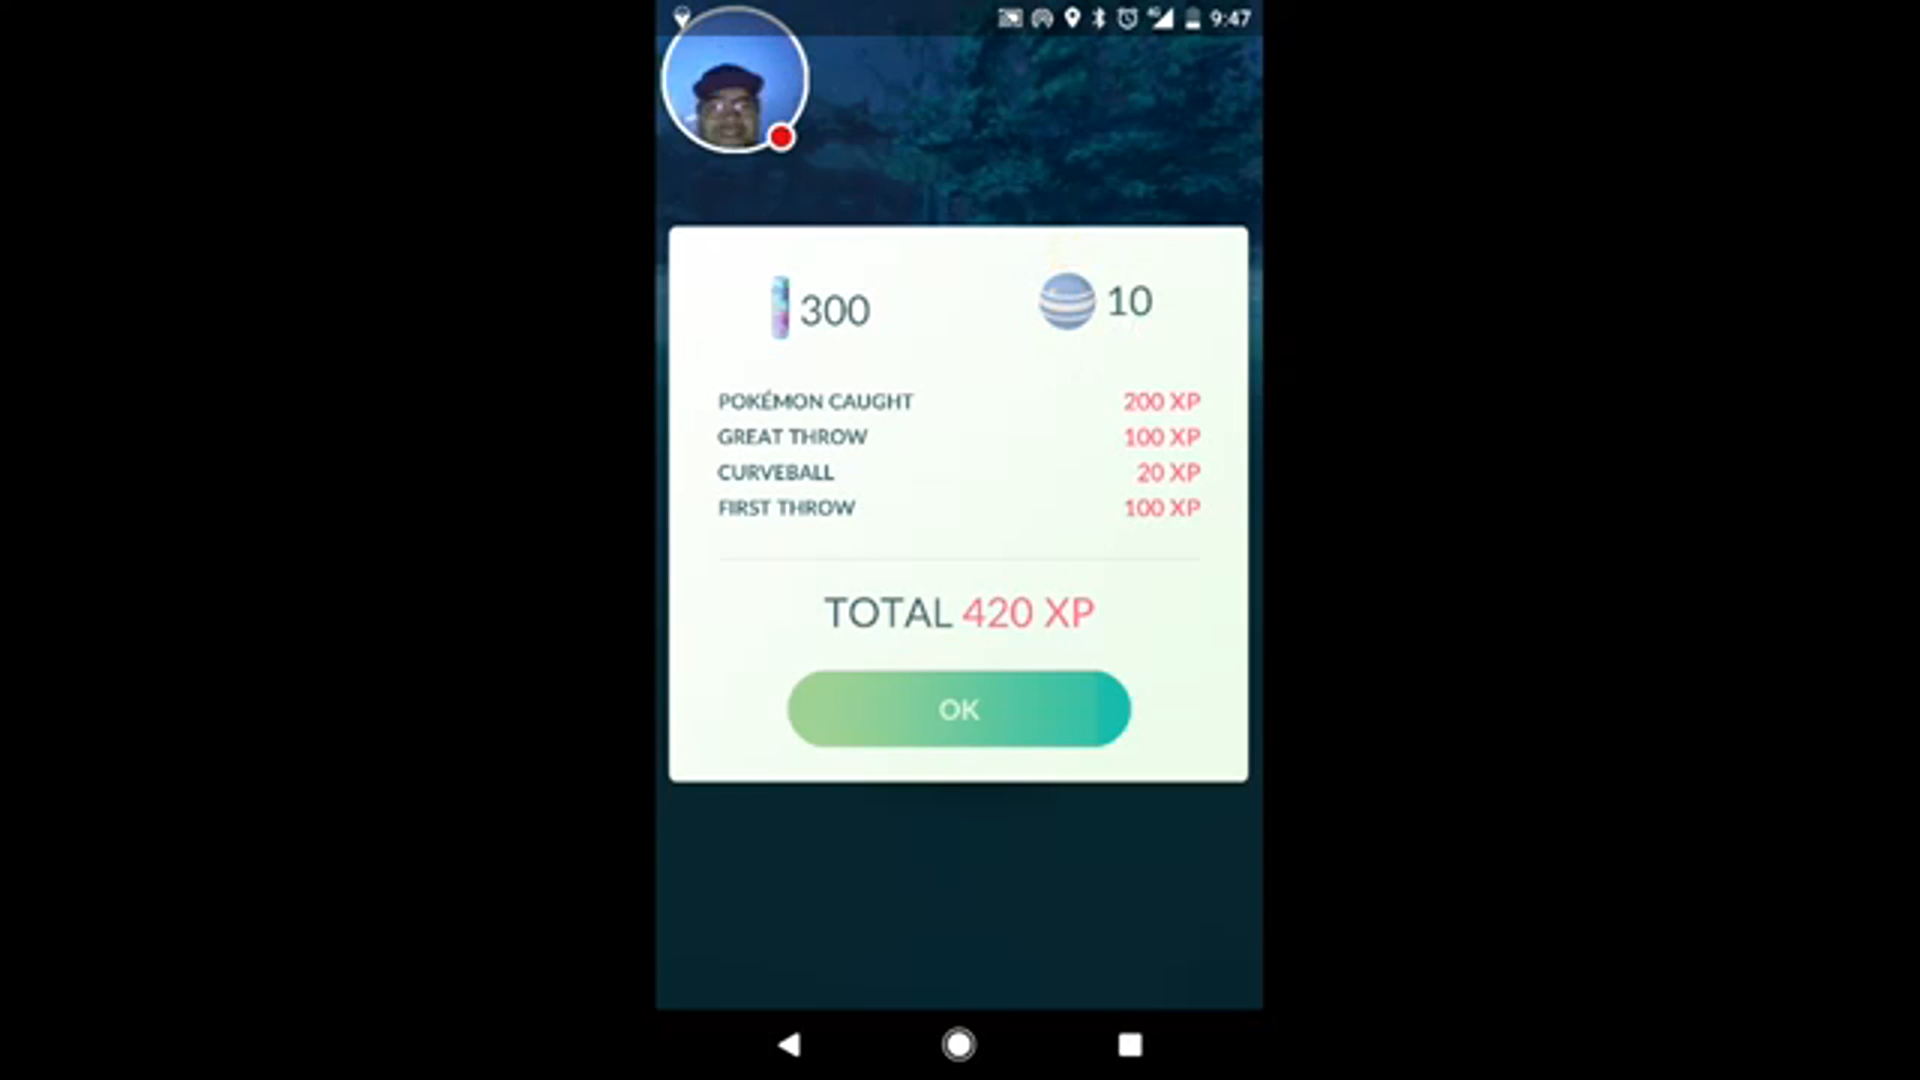 4G 9:47
300 10
POKÉMON CAUGHT 200 XP
GREAT THROW 100 XP
CURVEBALL 20 XP
FIRST THROW 100 XP
TOTAL 420 XP
OK